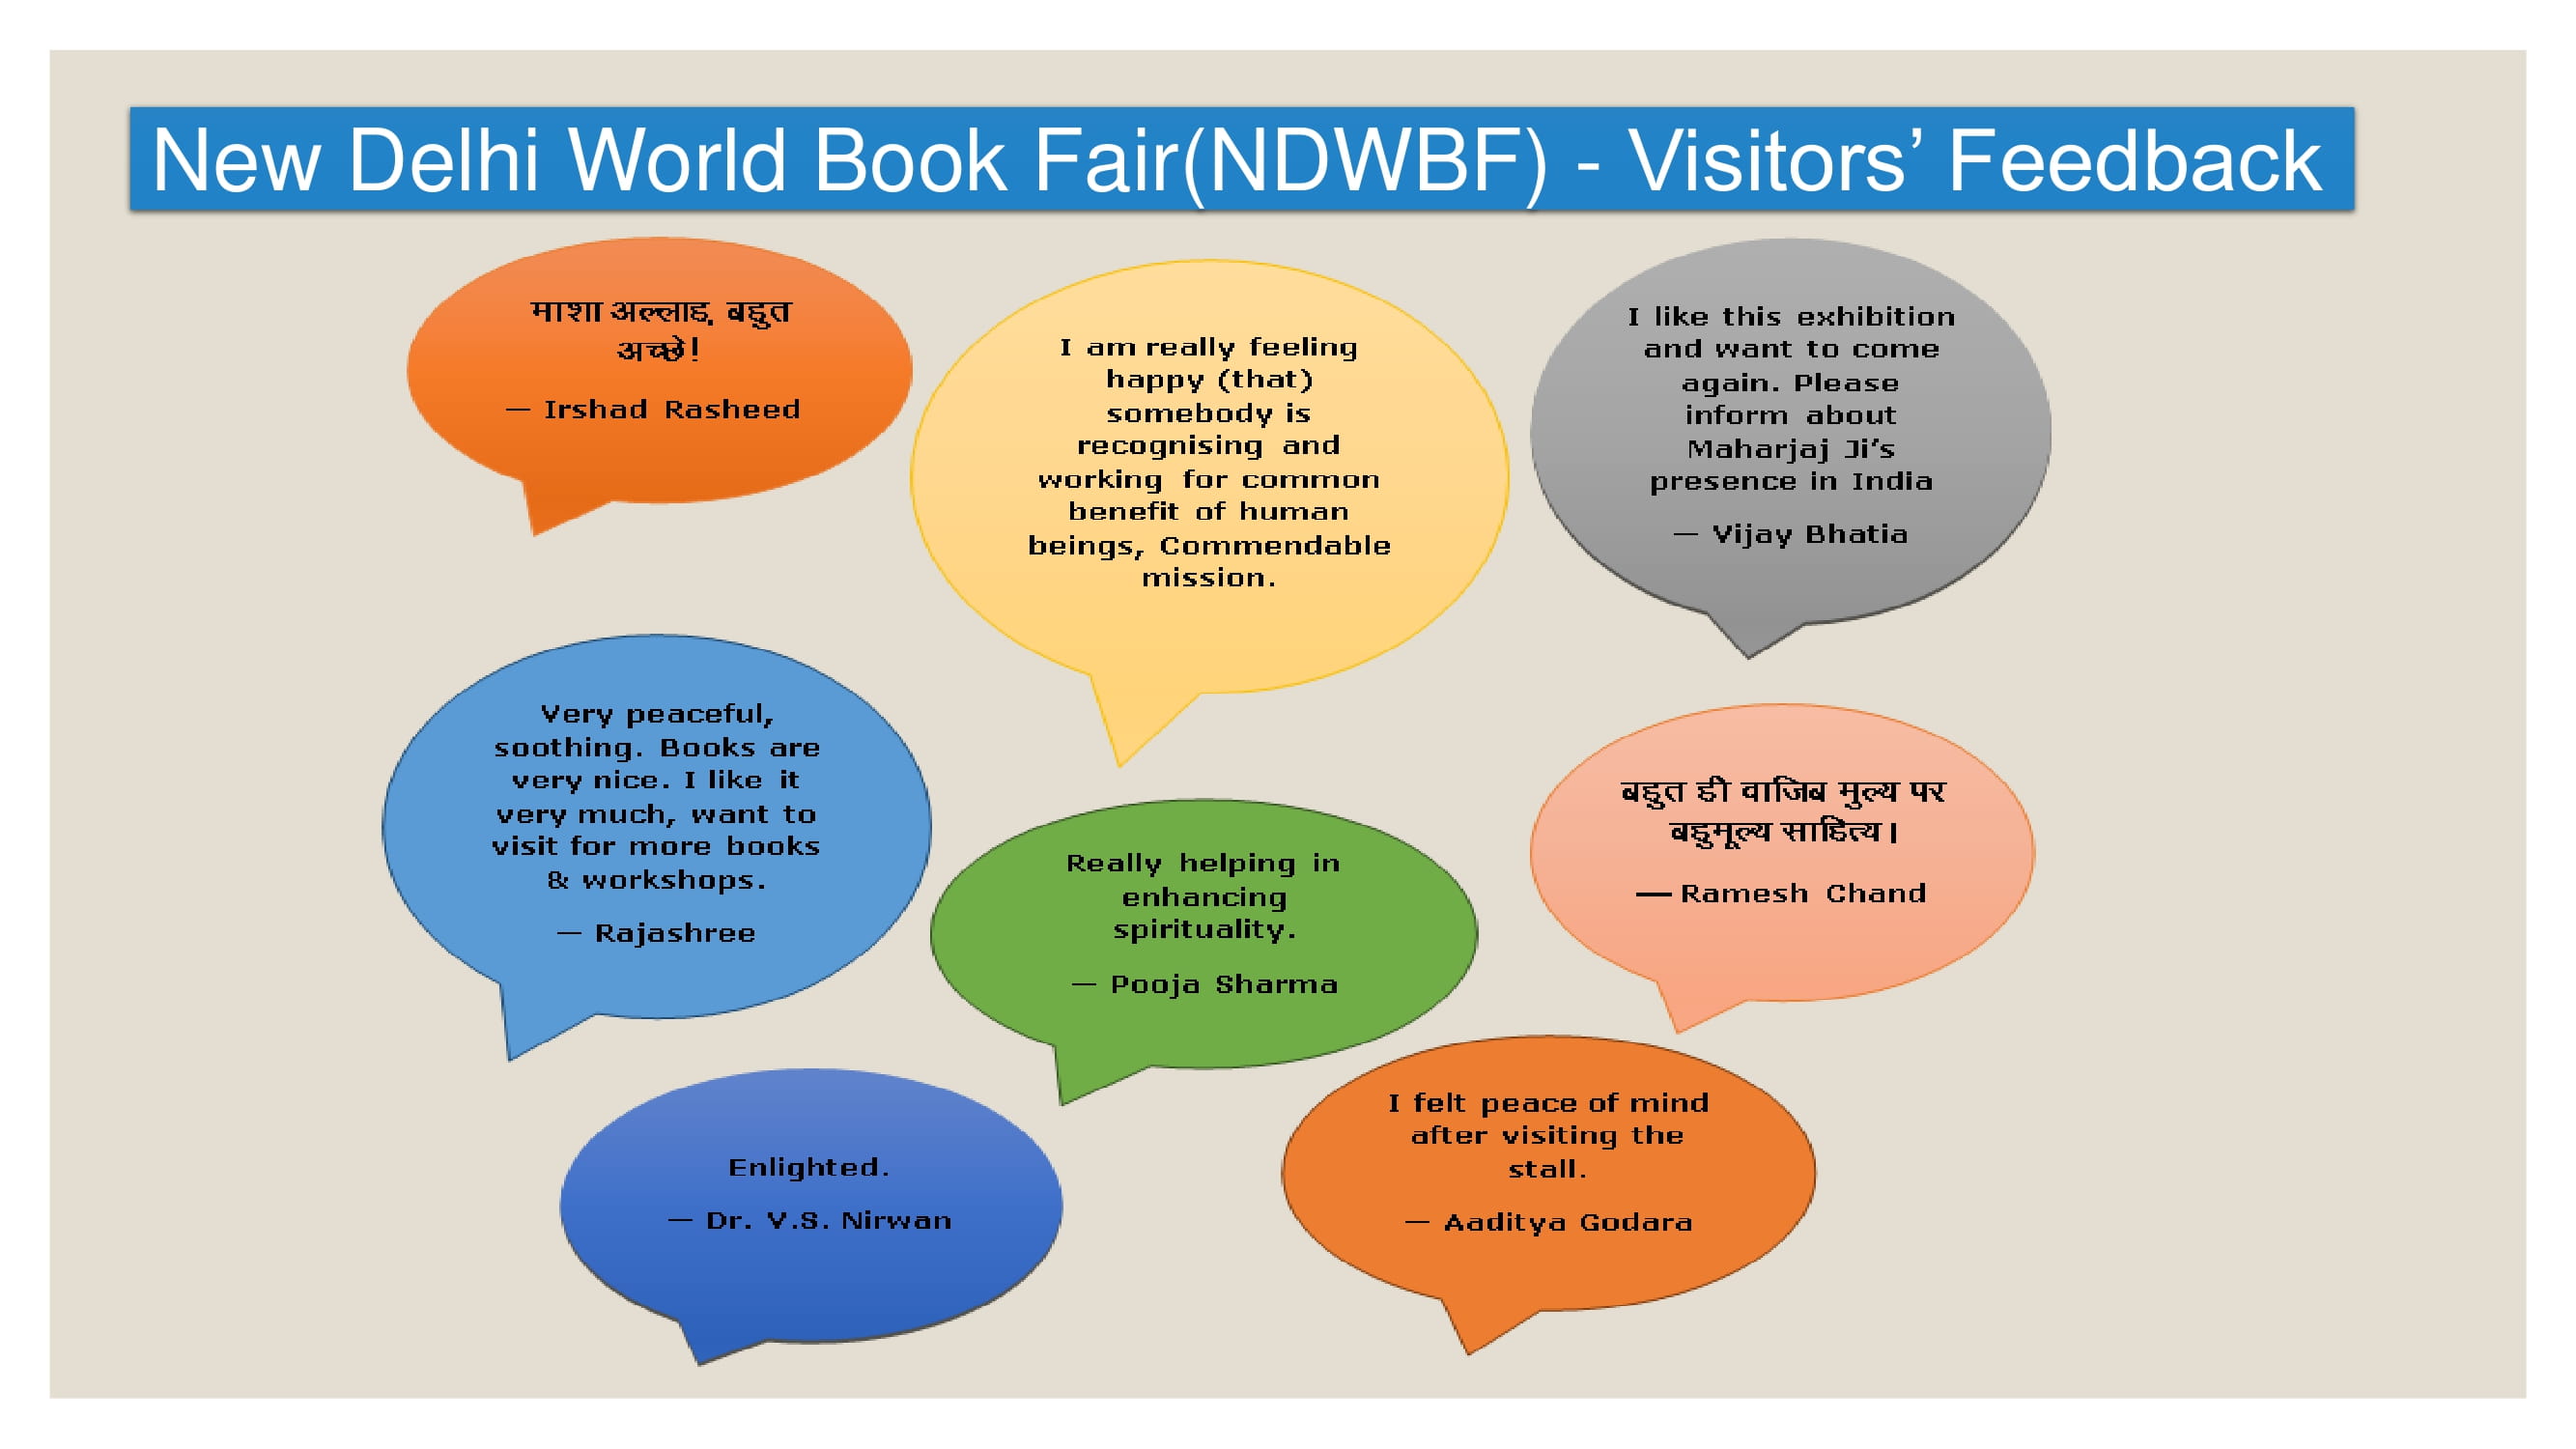 New Delhi World Book Fair(NDWBF) - Visitors’ Feedback
माशा अल्लाह, बहुत
अच्छे!
— Irshad Rasheed
I am really feeling
happy (that)
somebody is
recognising and
working for common
benefit of human
beings, Commendable
mission.
I like this exhibition
and want to come
again. Please
inform about
Maharjaj Ji’s
presence in India
— Vijay Bhatia
Very peaceful,
soothing. Books are
very nice. I like it
very much, want to
visit for more books
& workshops.
— Rajashree
Really helping in
enhancing
spirituality.
— Pooja Sharma
बहुत ही वाजिब मुल्य पर
बहुमूल्य साहित्य।
— Ramesh Chand
Enlighted.
— Dr. V.S. Nirwan
I felt peace of mind
after visiting the
stall.
— Aaditya Godara